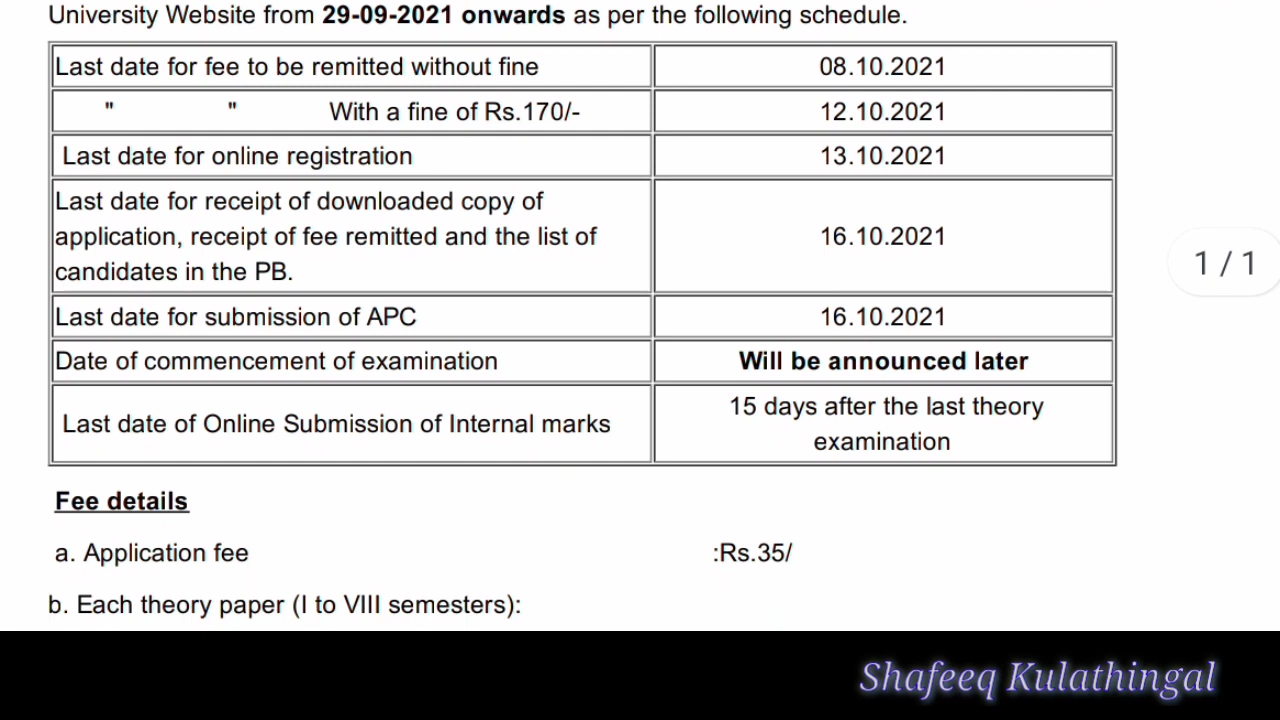 University Website from 29-09-2021 onwards as per the following schedule.
Last date for fee to be remitted without fine 08.10.2021
" " With a fine of Rs.170/- 12.10.2021
Last date for online registration 13.10.2021
Last date for receipt of downloaded copy of
application, receipt of fee remitted and the list of
candidates in the PB.
16.10.2021
Last date for submission of APC 16.10.2021
Date of commencement of examination Will be announced later
Last date of Online Submission of Internal marks
15 days after the last theory
examination
1 / 1
Fee details
a. Application fee :Rs.35/
b. Each theory paper (I to VIII semesters):
Shafeeq Kulathingal